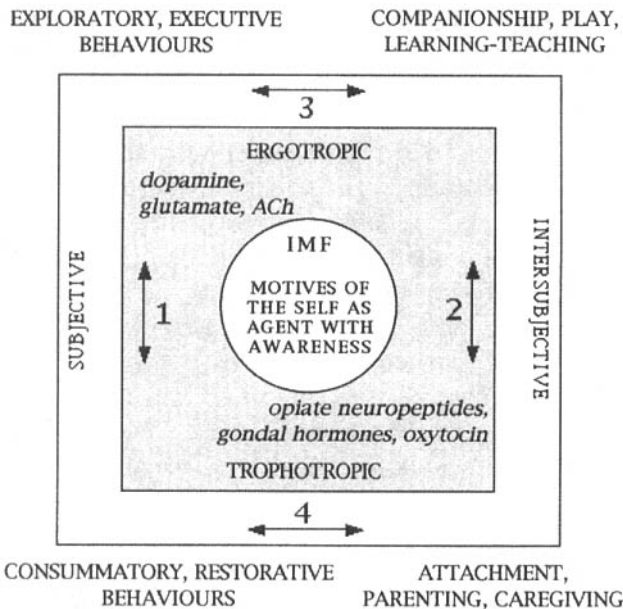 EXPLORATORY, EXECUTIVE
BEHAVIOURS
COMPANIONSHIP, PLAY,
LEARNING-TEACHING
3
ERGOTROPIC
dopamine,
glutamate, ACh
IMF
MOTIVES OF
THE SELF AS
AGENT WITH
AWARENESS
SUBJECTIVE
1
2
INTERSUBJECTIVE
opiate neuropeptides,
gondal hormones, oxytocin
TROPHOTROPIC
4
CONSUMMATORY, RESTORATIVE
BEHAVIOURS
ATTACHMENT,
PARENTING, CAREGIVING